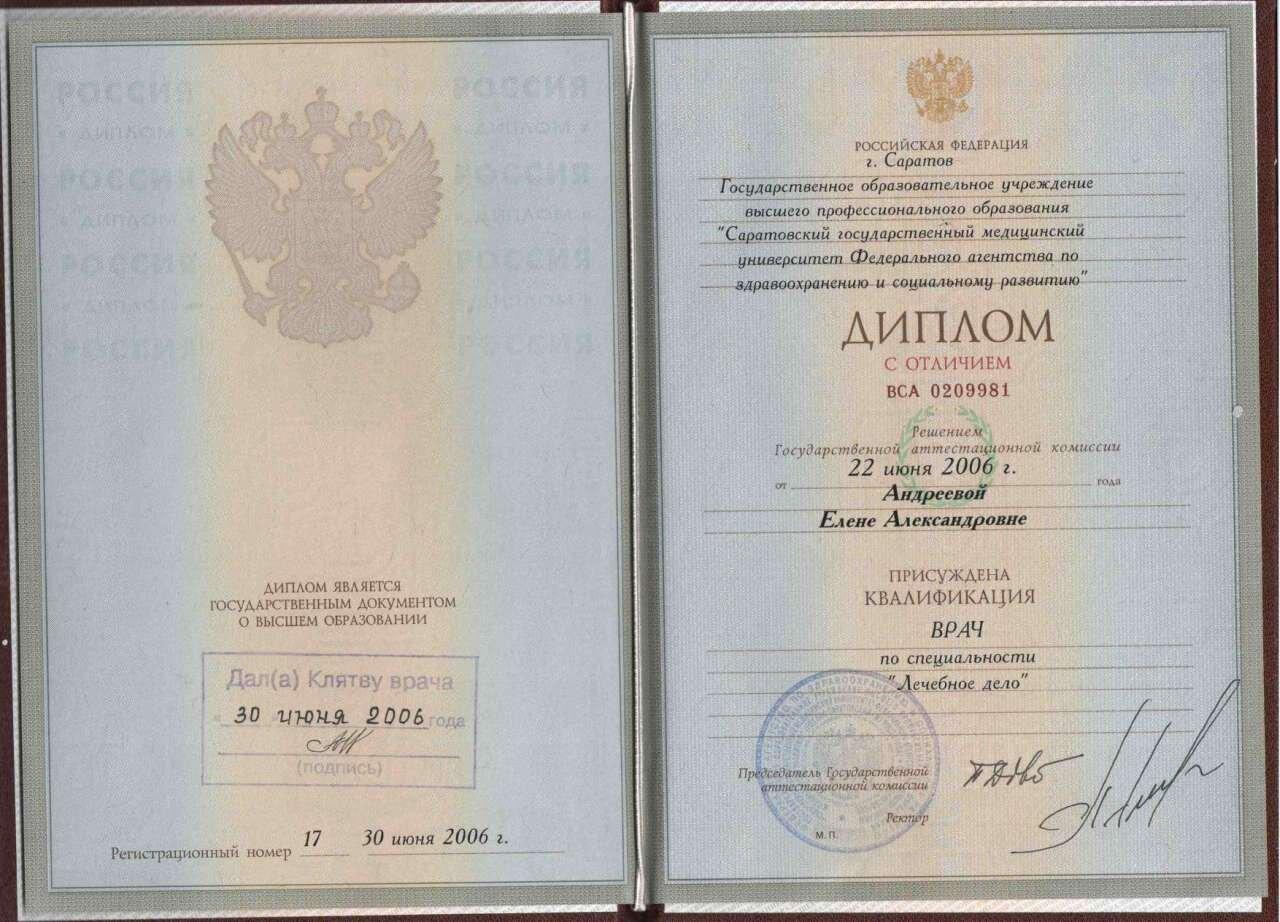 РОССИЯ РОССИЯ
ДИПЛОМ ДИПЛОМ
РОССИЯ РОССИЯ
ДИПЛОМ ДИПЛОМ
РОССИЯ РОССИЯ
ДИПЛОМ ДИПЛОМ
РОССИЯ РОССИЯ
ДИПЛОМ ЯВЛЯЕТСЯ
ГОСУДАРСТВЕННЫМ ДОКУМЕНТОМ
О ВЫСШЕМ ОБРАЗОВАНИИ
Дал(а) Клятву врача
30 июня 2006 года
(подпись)
Регистрационный номер 17 30 июня 2006 г.
РОССИЙСКАЯ ФЕДЕРАЦИЯ
г. Саратов
Государственное образовательное учреждение
высшего профессионального образования
"Саратовский государственный медицинский
университет Федерального агентства по
здравоохранению и социальному развитию"
ДИПЛОМ
С ОТЛИЧИЕМ
ВСА 0209981
Решением
Государственной аттестационной комиссии
от 22 июня 2006 г. года
Андреевой
Елене Александровне
ПРИСУЖДЕНА
КВАЛИФИКАЦИЯ
ВРАЧ
по специальности
"Лечебное дело"
Председатель Государственной
аттестационной комиссии
Ректор
М. П.